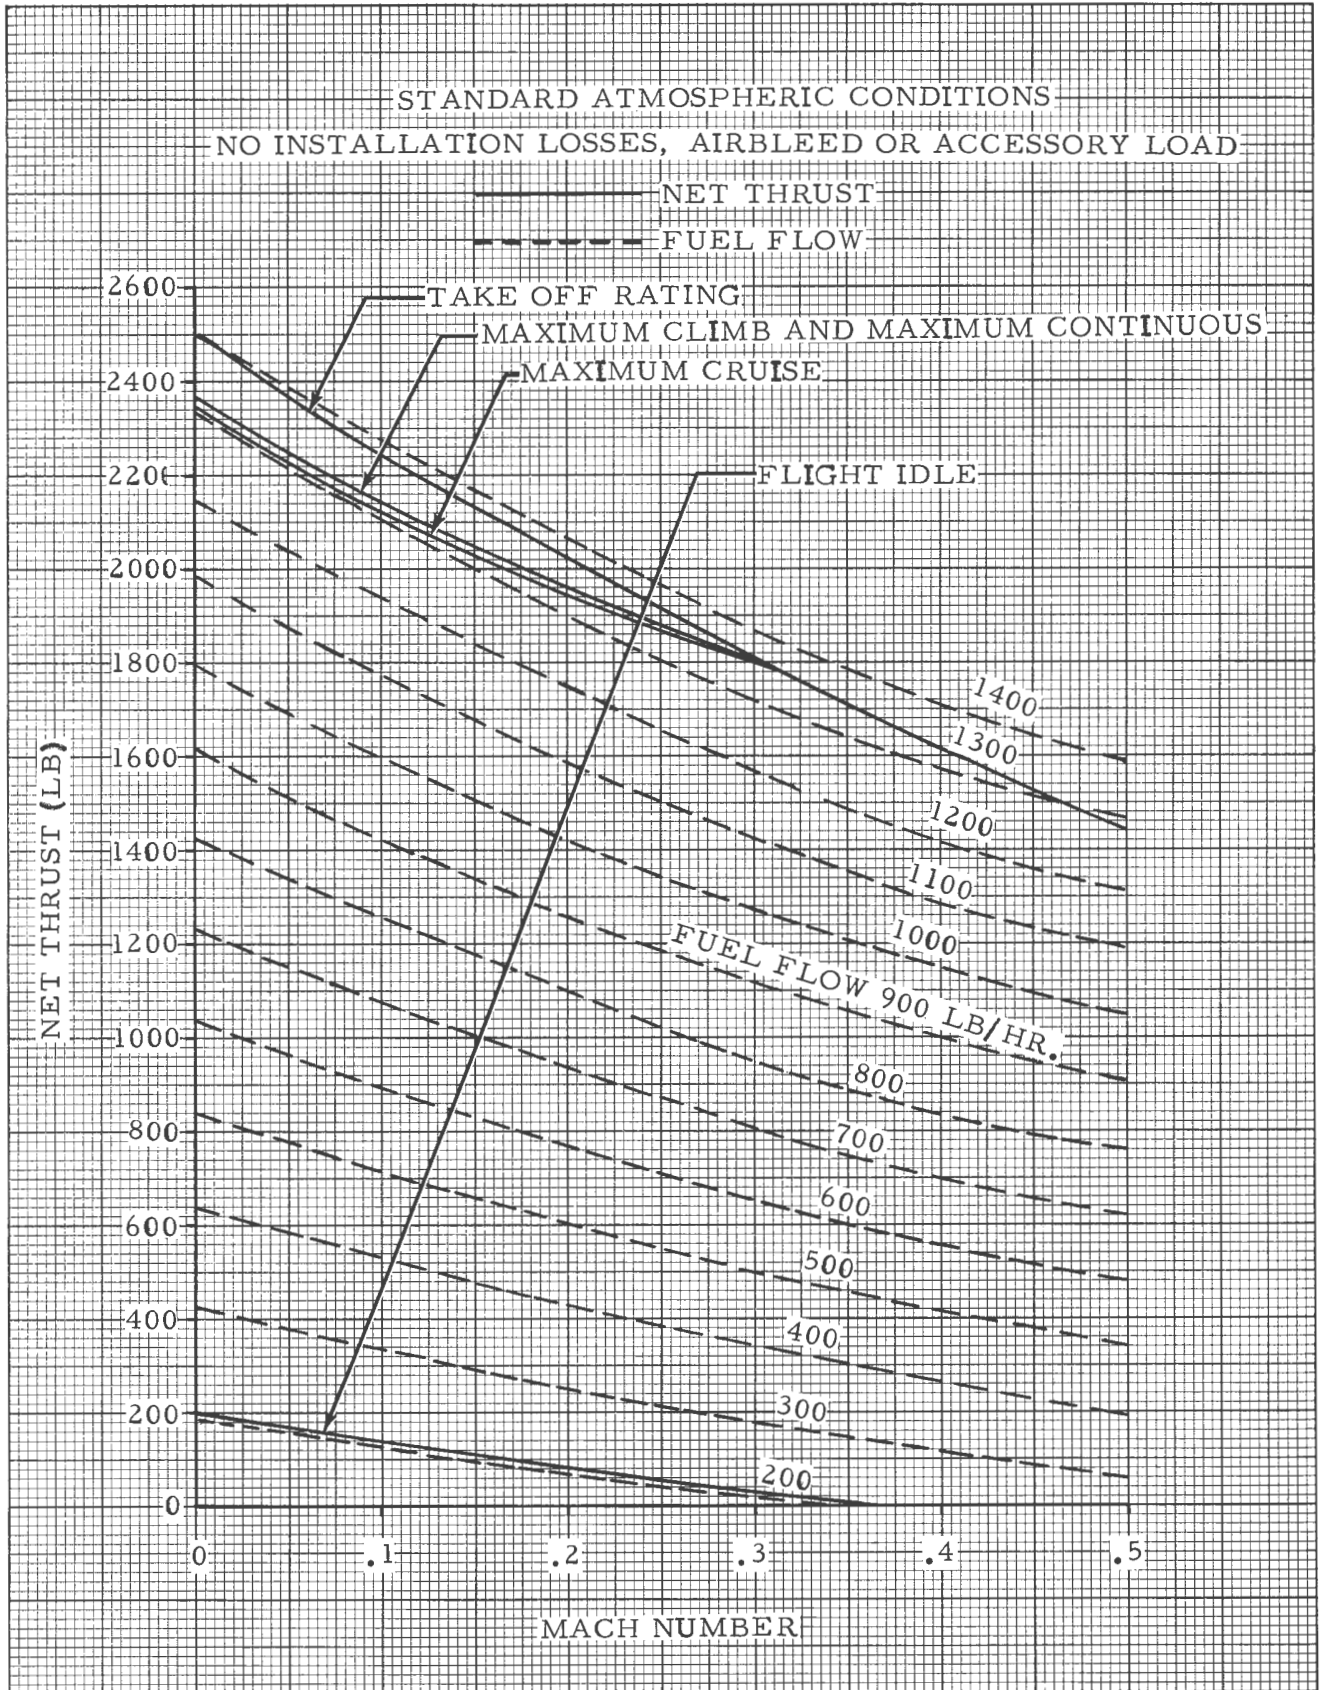 STANDARD ATMOSPHERIC CONDITIONS
NO INSTALLATION LOSSES, AIRBLEED OR ACCESSORY LOAD
NET THRUST
FUEL FLOW
2600
TAKE OFF RATING
MAXIMUM CLIMB AND MAXIMUM CONTINUOUS
MAXIMUM CRUISE
2400
2200
FLIGHT IDLE
2000
1800
1600
1400
1200
1000
800
600
400
200
0
NET THRUST (LB)
1400
1300
1200
1100
1000
FUEL FLOW 900 LB/HR.
800
700
600
500
400
300
200
0
.1
.2
.3
.4
.5
MACH NUMBER